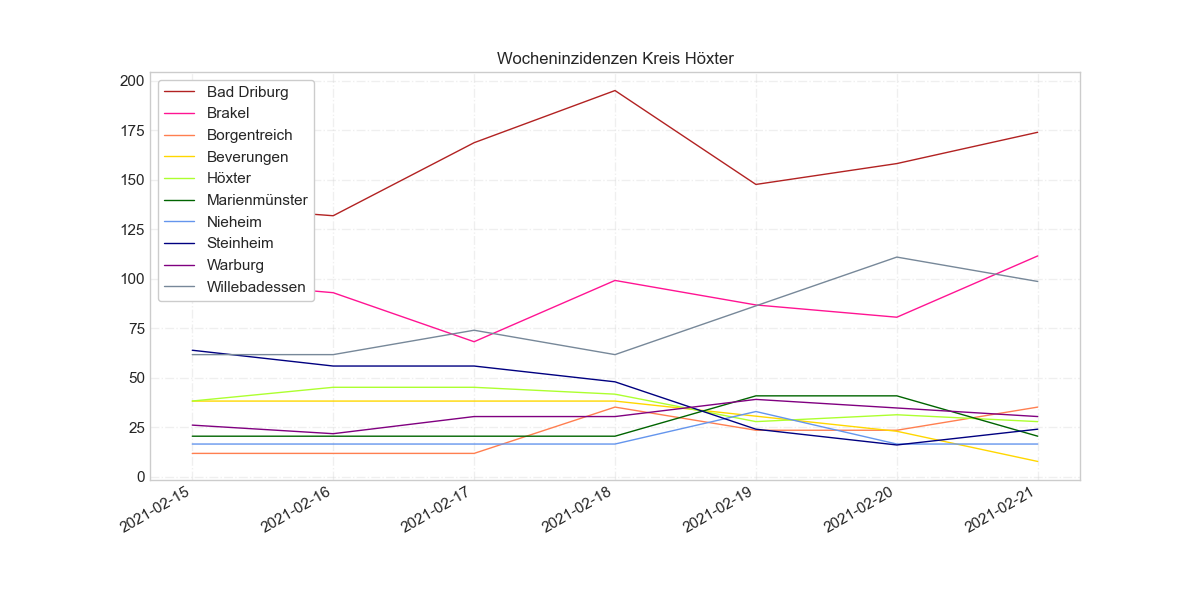 Wocheninzidenzen Kreis Höxter
200
175
150
125
100
75
50
25
0
Bad Driburg
Brakel
Borgentreich
Beverungen
Höxter
Marienmünster
Nieheim
Steinheim
Warburg
Willebadessen
2021-02-15
2021-02-16
2021-02-17
2021-02-18
2021-02-19
2021-02-20
2021-02-21